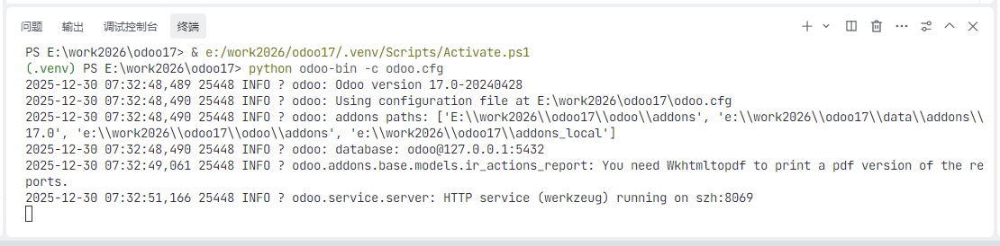 问题 输出 调试控制台 终端
PS E:\work2026\odoo17> & e:/work2026/odoo17/.venv/Scripts/Activate.ps1
(.venv) PS E:\work2026\odoo17> python odoo-bin -c odoo.cfg
2025-12-30 07:32:48,489 25448 INFO ? odoo: Odoo version 17.0-20240428
2025-12-30 07:32:48,490 25448 INFO ? odoo: Using configuration file at E:\work2026\odoo17\odoo.cfg
2025-12-30 07:32:48,490 25448 INFO ? odoo: addons paths: ['E:\\work2026\\odoo17\\odoo\\addons', 'e:\\work2026\\odoo17\\data\\addons\\
17.0', 'e:\\work2026\\odoo17\\odoo\\addons', 'e:\\work2026\\odoo17\\addons_local']
2025-12-30 07:32:48,490 25448 INFO ? odoo: database: odoo@127.0.0.1:5432
2025-12-30 07:32:49,061 25448 INFO ? odoo.addons.base.models.ir_actions_report: You need Wkhtmltopdf to print a pdf version of the re
ports.
2025-12-30 07:32:51,166 25448 INFO ? odoo.service.server: HTTP service (werkzeug) running on szh:8069